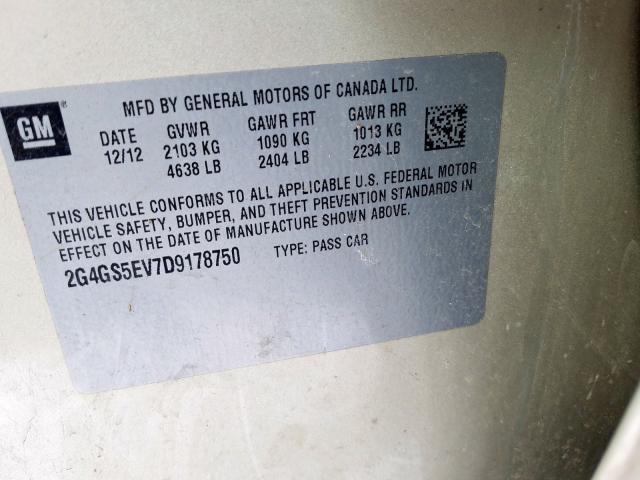 GM
MFD BY GENERAL MOTORS OF CANADA LTD.
DATE GVWR GAWR FRT GAWR RR
12/12 2103 KG 1090 KG 1013 KG
4638 LB 2404 LB 2234 LB
THIS VEHICLE CONFORMS TO ALL APPLICABLE U.S. FEDERAL MOTOR
VEHICLE SAFETY, BUMPER, AND THEFT PREVENTION STANDARDS IN
EFFECT ON THE DATE OF MANUFACTURE SHOWN ABOVE.
2G4GS5EV7D9178750 TYPE: PASS CAR